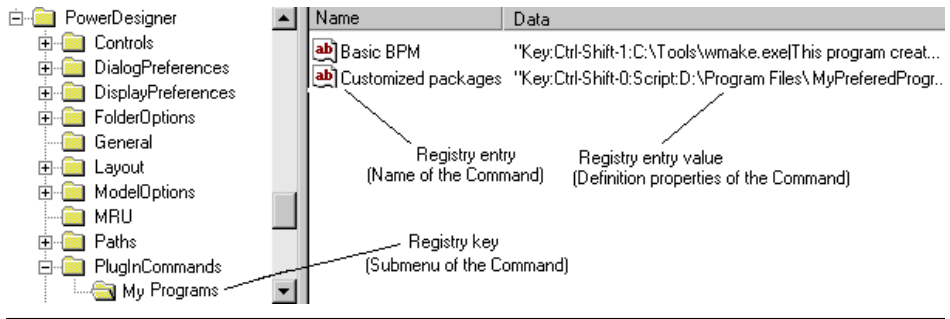 PowerDesigner
Controls
DialogPreferences
DisplayPreferences
FolderOptions
General
Layout
ModelOptions
MRU
Paths
PlugInCommands
My Programs
Name Data
ab Basic BPM "Key:Ctrl-Shift-1:C:\Tools\wmake.exe|This program creat...
ab Customized packages "Key:Ctrl-Shift-0:Script:D:\Program Files\MyPreferedProgr...
Registry entry
(Name of the Command)
Registry entry value
(Definition properties of the Command)
Registry key
(Submenu of the Command)